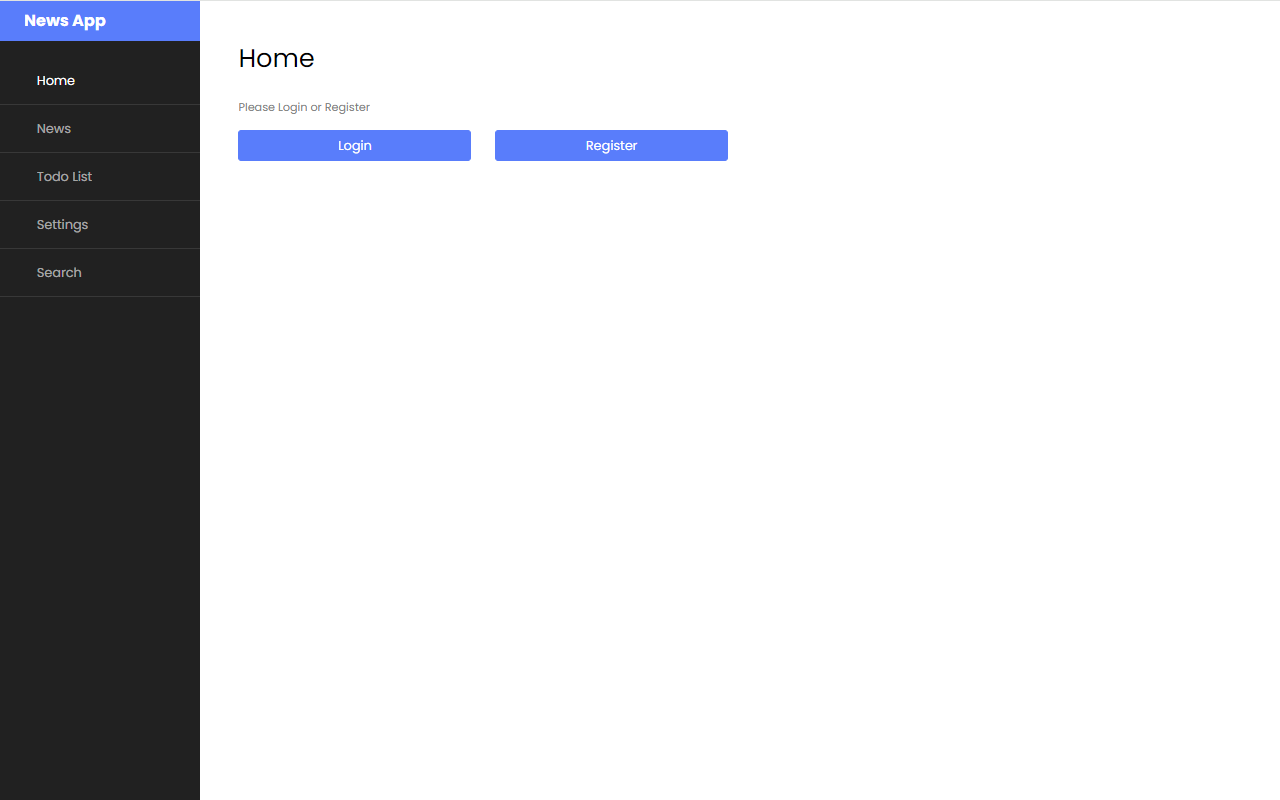 News App
Home
News
Todo List
Settings
Search
Home
Please Login or Register
Login
Register